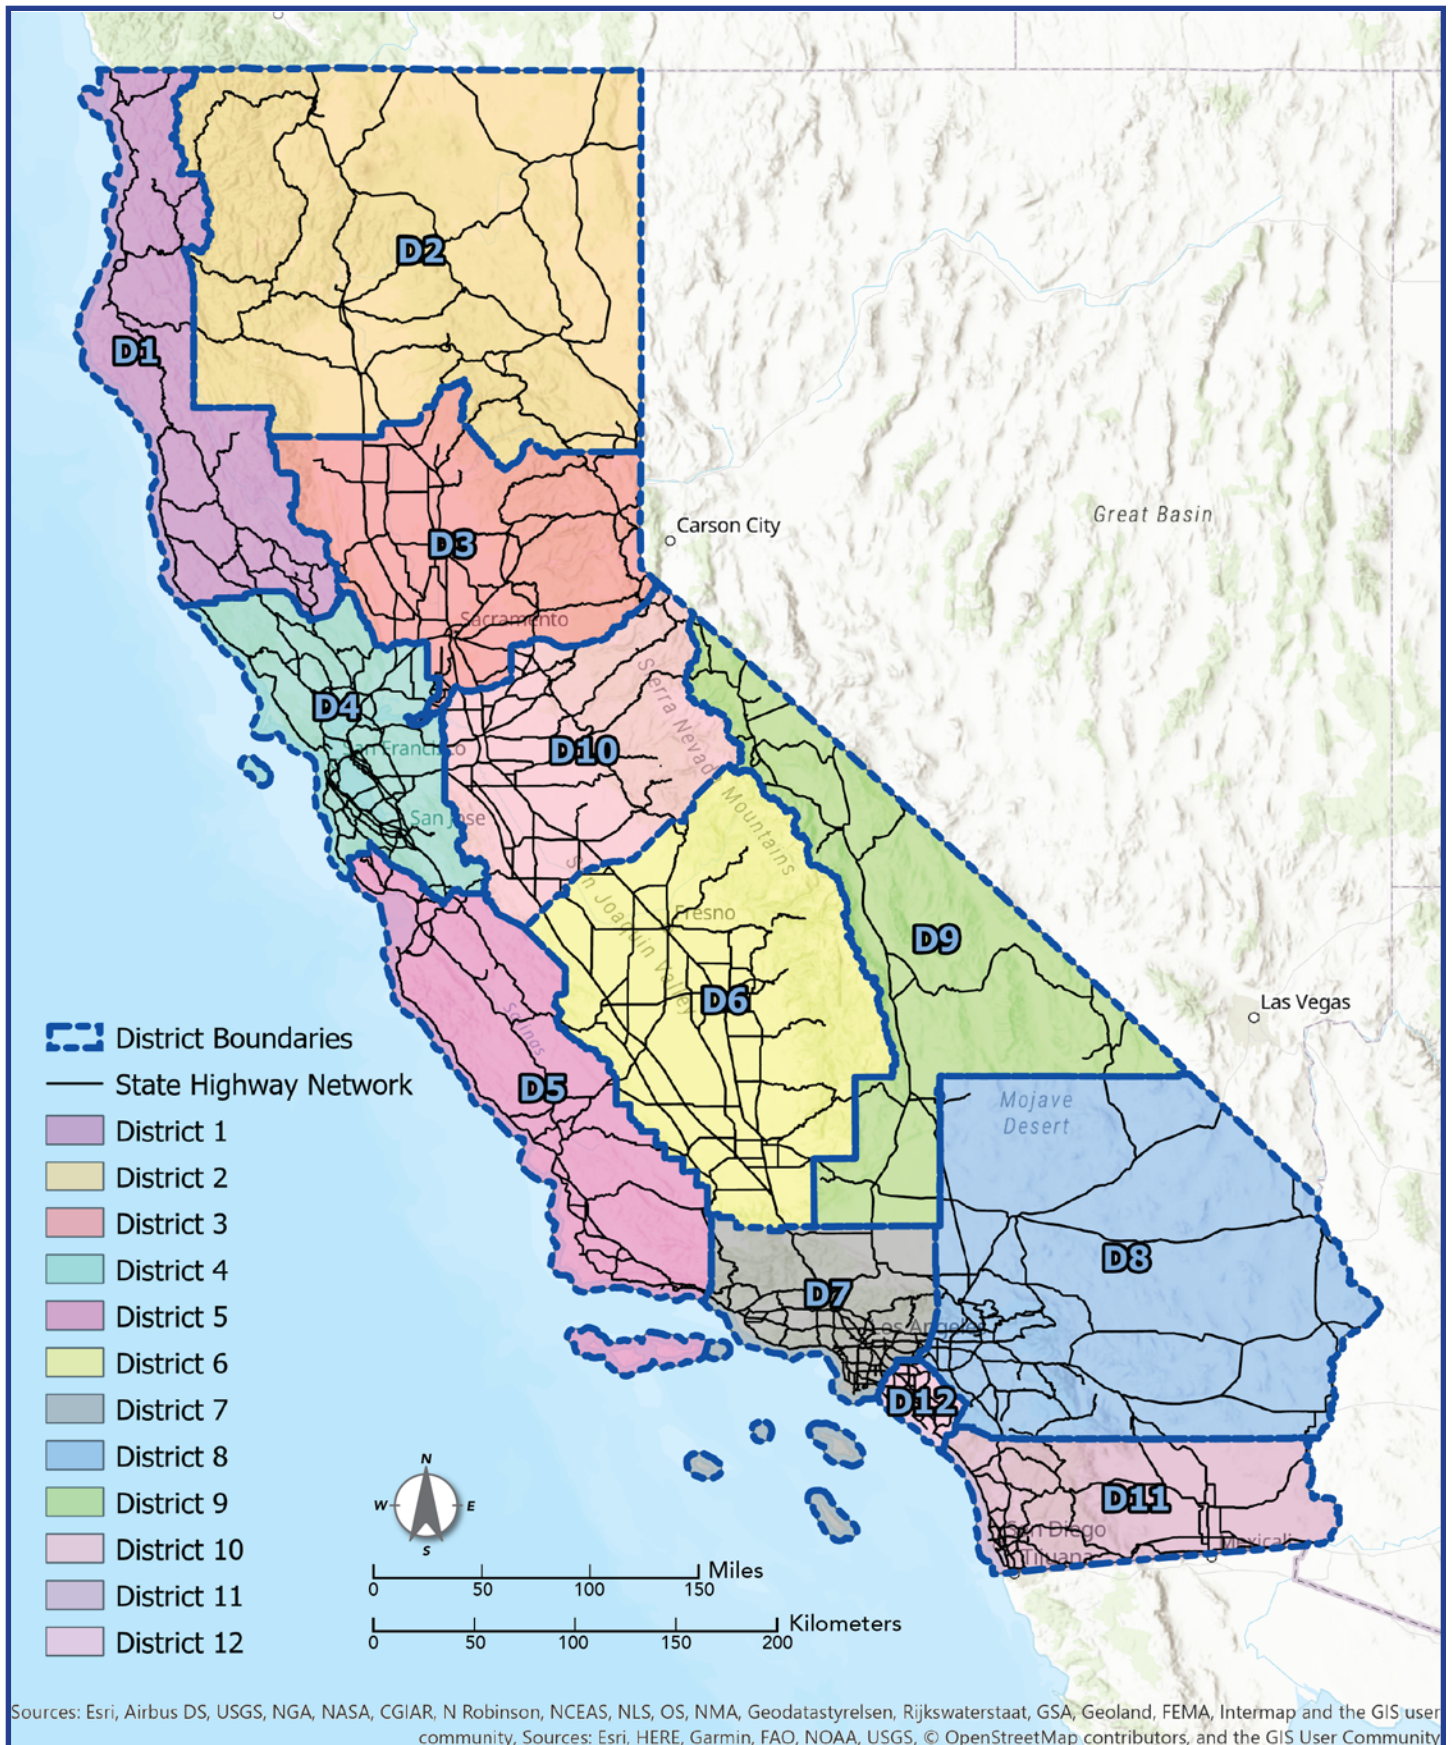 D2
D1
Carson City
Great Basin
D3
Sacramento
D4
San Francisco
D10
Sierra Nevada Mountains
San Jose
San Joaquin Valley
Fresno
D9
D6
Las Vegas
Salinas
D5
Mojave
Desert
D8
D7
Los Angeles
D12
D11
San Diego
Tijuana
Mexicali
District Boundaries
State Highway Network
District 1
District 2
District 3
District 4
District 5
District 6
District 7
District 8
District 9
District 10
District 11
District 12
N
W E
S
Miles
0 50 100 150
Kilometers
0 50 100 150 200
Sources: Esri, Airbus DS, USGS, NGA, NASA, CGIAR, N Robinson, NCEAS, NLS, OS, NMA, Geodatastyrelsen, Rijkswaterstaat, GSA, Geoland, FEMA, Intermap and the GIS user
community, Sources: Esri, HERE, Garmin, FAO, NOAA, USGS, © OpenStreetMap contributors, and the GIS User Community